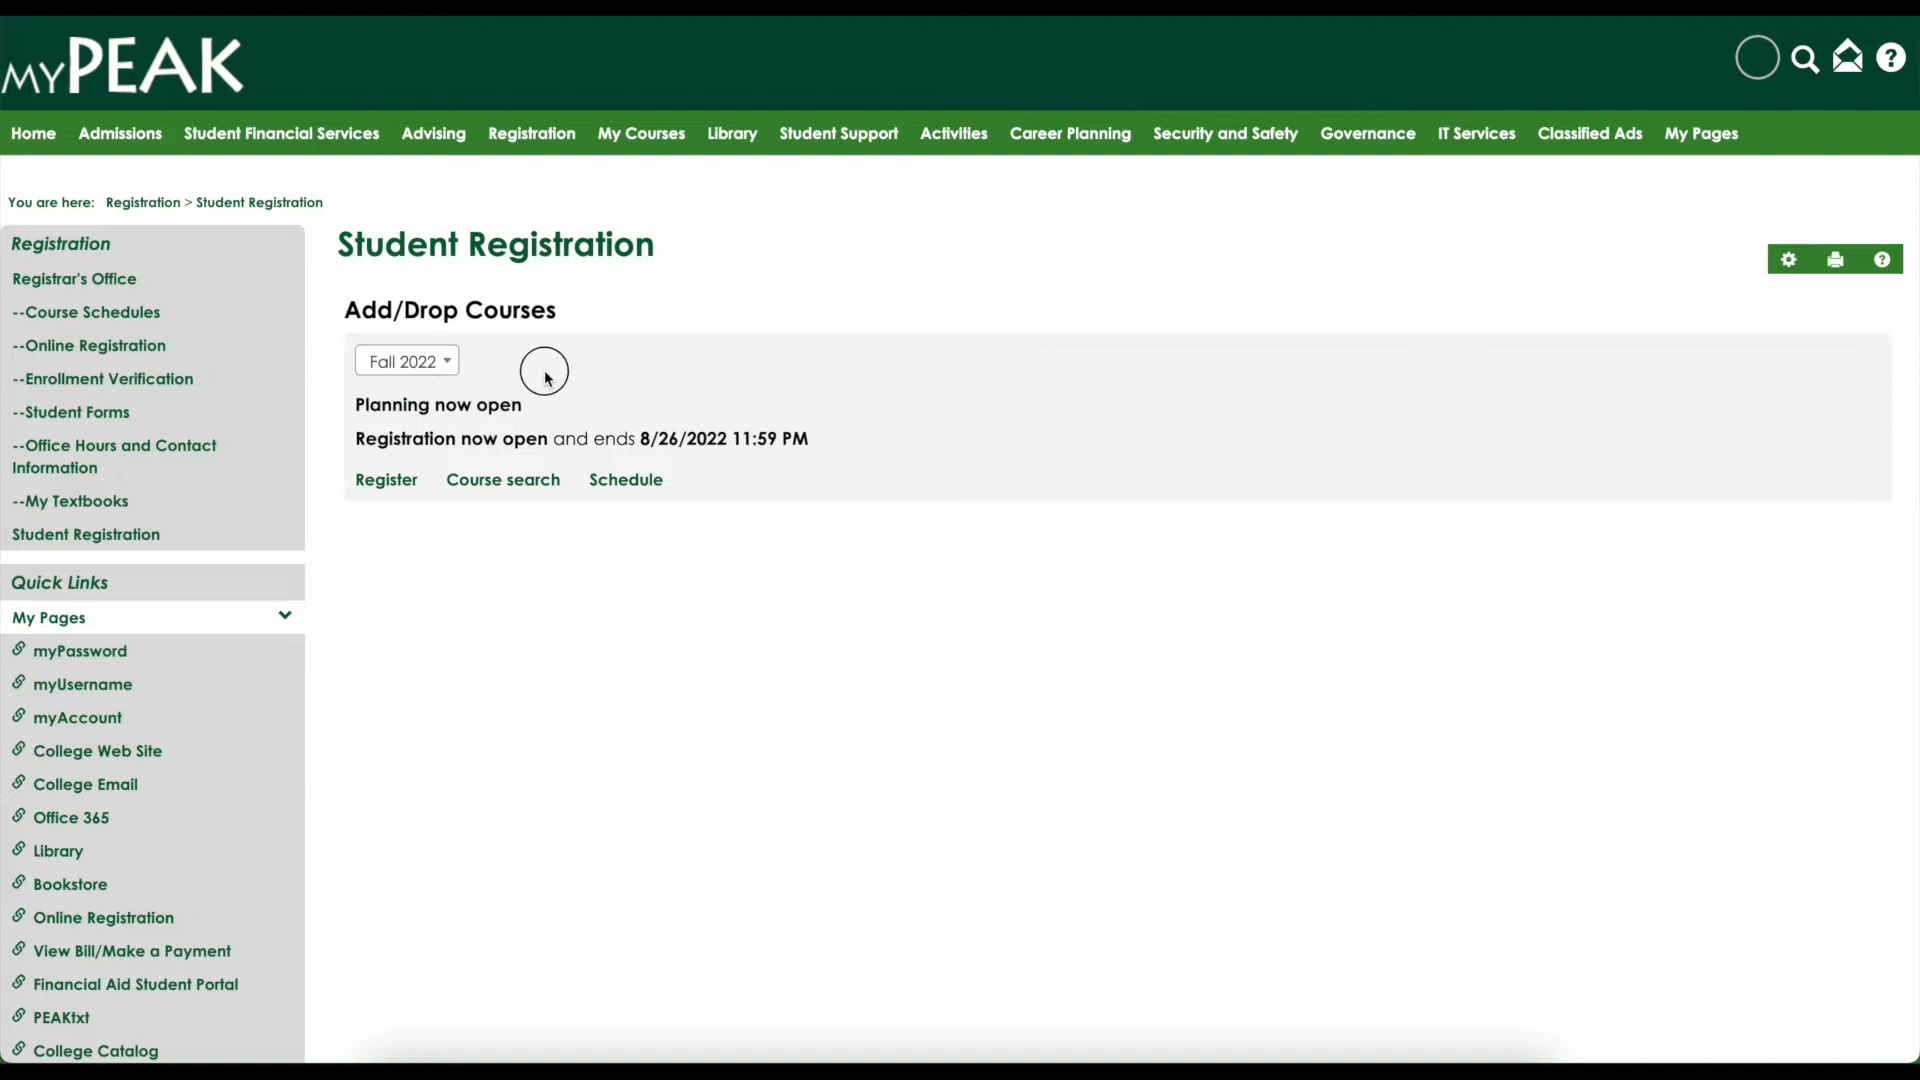 MYPEAK
Home Admissions Student Financial Services Advising Registration My Courses Library Student Support Activities Career Planning Security and Safety Governance IT Services Classified Ads My Pages
You are here: Registration > Student Registration
Registration
Registrar's Office
--Course Schedules
--Online Registration
--Enrollment Verification
--Student Forms
--Office Hours and Contact
Information
--My Textbooks
Student Registration
Quick Links
My Pages
myPassword
myUsername
myAccount
College Web Site
College Email
Office 365
Library
Bookstore
Online Registration
View Bill/Make a Payment
Financial Aid Student Portal
PEAKtxt
College Catalog
Student Registration
Add/Drop Courses
Fall 2022
Planning now open
Registration now open and ends 8/26/2022 11:59 PM
Register Course search Schedule